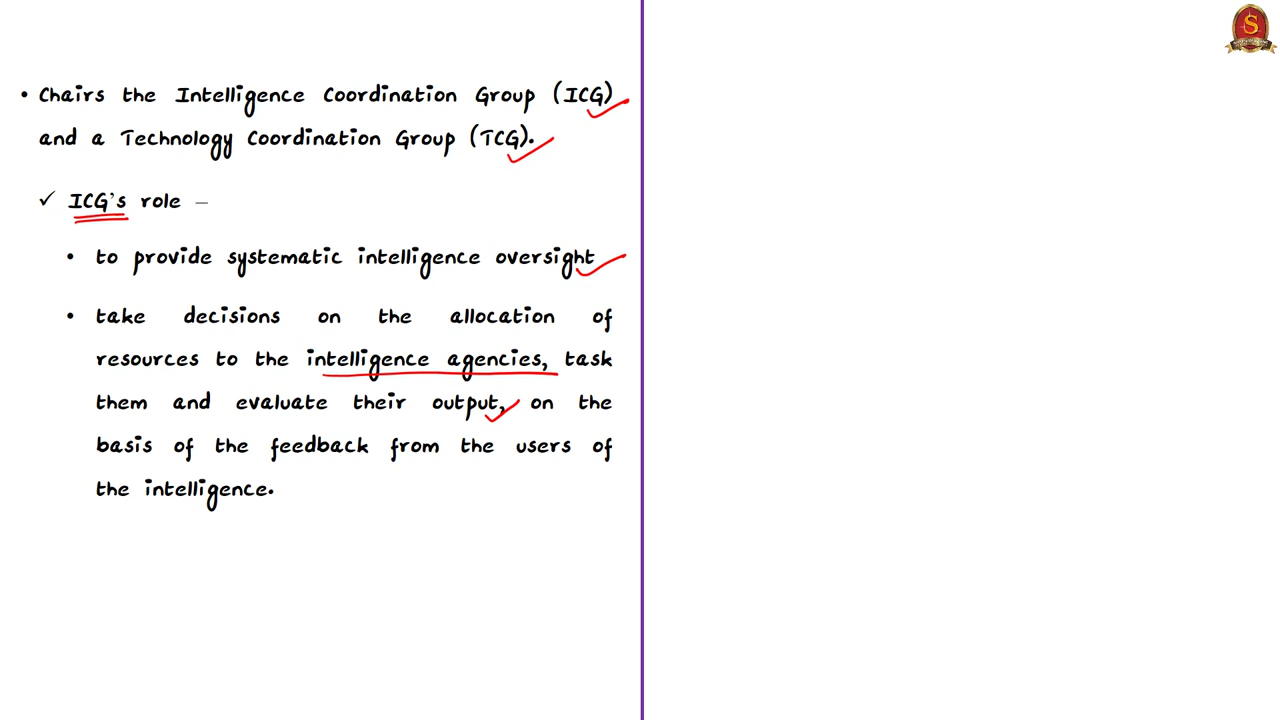 • Chairs the Intelligence Coordination Group (ICG)
and a Technology Coordination Group (TCG).
✓ ICG's role –
• to provide systematic intelligence oversight
• take decisions on the allocation of
resources to the intelligence agencies, task
them and evaluate their output, on the
basis of the feedback from the users of
the intelligence.
S